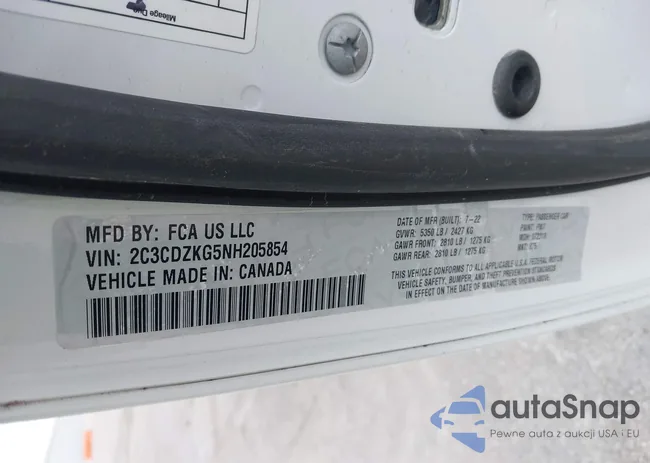 Mileage
MFD BY: FCA US LLC
VIN: 2C3CDZKG5NH205854
VEHICLE MADE IN: CANADA
DATE OF MFR (BUILT): 7-22
GVWR: 5350 LB / 2427 KG
GAWR FRONT: 2810 LB / 1275 KG
GAWR REAR: 2810 LB / 1275 KG
TYPE: PASSENGER CAR
PAINT: PW7
THIS VEHICLE CONFORMS TO ALL APPLICABLE U.S.A. FEDERAL MOTOR
VEHICLE SAFETY, BUMPER, AND THEFT PREVENTION STANDARDS
IN EFFECT ON THE DATE OF MANUFACTURE SHOWN ABOVE.
autaSnap
Pewne auta z aukcji USA i EU